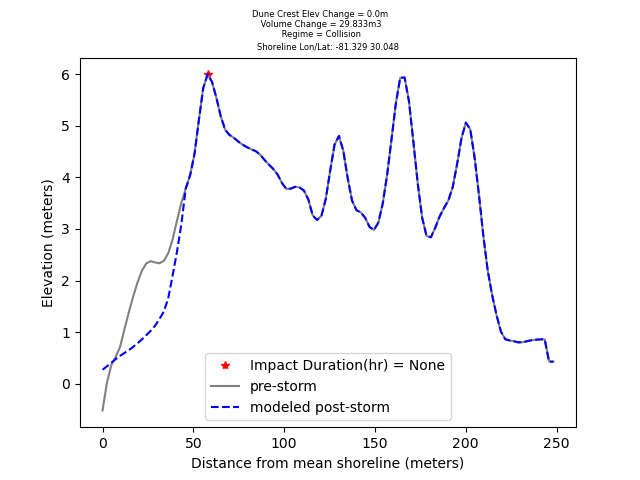 Dune Crest Elev Change = 0.0m
Volume Change = 29.833m3
Regime = Collision
Shoreline Lon/Lat: -81.329 30.048
6
5
4
3
2
1
0
Elevation (meters)
Impact Duration(hr) = None
pre-storm
modeled post-storm
0 50 100 150 200 250
Distance from mean shoreline (meters)